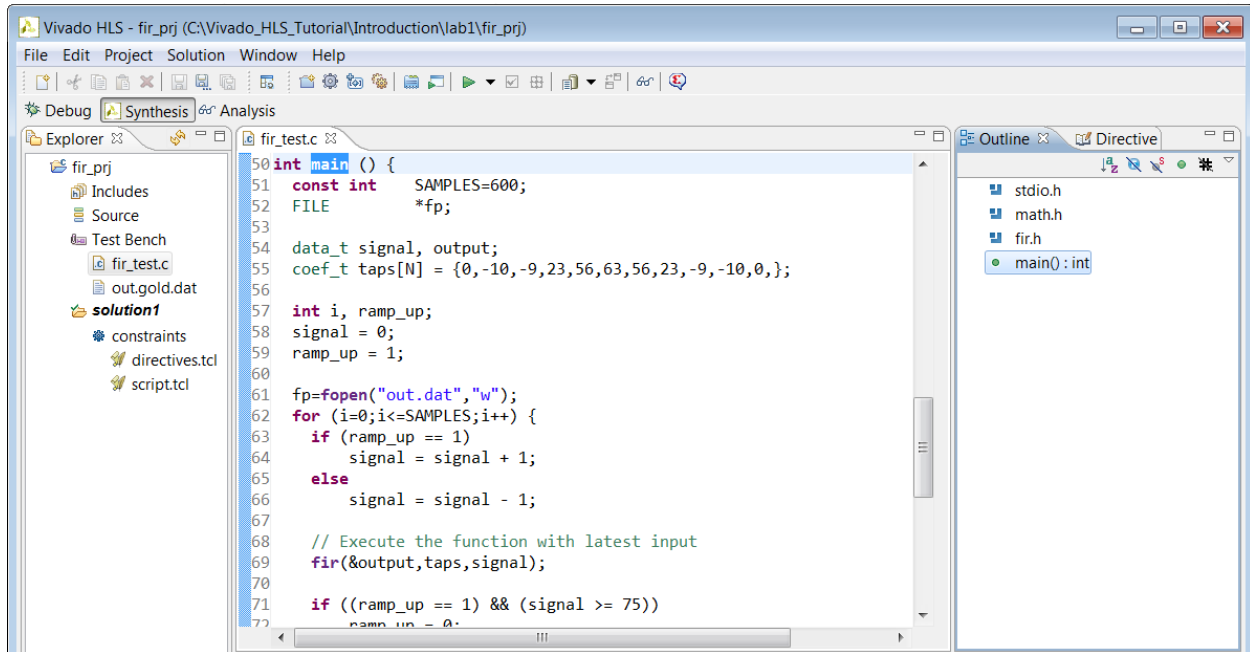 Vivado HLS - fir_prj (C:\Vivado_HLS_Tutorial\Introduction\lab1\fir_prj)
File Edit Project Solution Window Help
Debug Synthesis Analysis
Explorer
fir_prj
Includes
Source
Test Bench
fir_test.c
out.gold.dat
solution1
constraints
directives.tcl
script.tcl
fir_test.c
50 int main () {
51   const int    SAMPLES=600;
52   FILE         *fp;
53
54   data_t signal, output;
55   coef_t taps[N] = {0,-10,-9,23,56,63,56,23,-9,-10,0,};
56
57   int i, ramp_up;
58   signal = 0;
59   ramp_up = 1;
60
61   fp=fopen("out.dat","w");
62   for (i=0;i<=SAMPLES;i++) {
63     if (ramp_up == 1)
64         signal = signal + 1;
65     else
66         signal = signal - 1;
67
68     // Execute the function with latest input
69     fir(&output,taps,signal);
70
71     if ((ramp_up == 1) && (signal >= 75))
72         ramp_up = 0;
Outline Directive
stdio.h
math.h
fir.h
main() : int